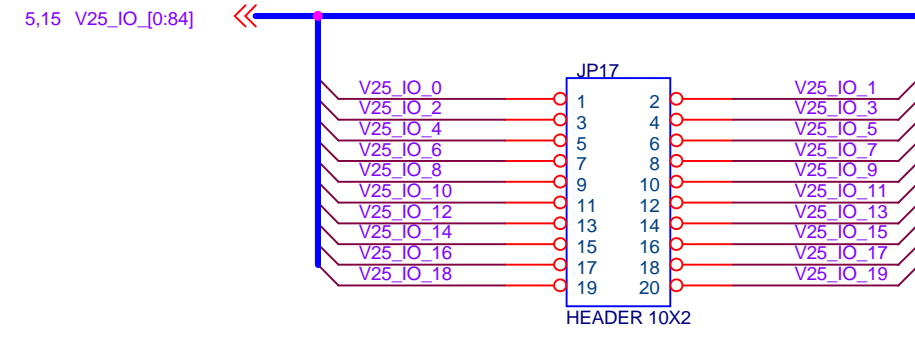 5,15 V25_IO_[0:84]
JP17
V25_IO_0 1 2 V25_IO_1
V25_IO_2 3 4 V25_IO_3
V25_IO_4 5 6 V25_IO_5
V25_IO_6 7 8 V25_IO_7
V25_IO_8 9 10 V25_IO_9
V25_IO_10 11 12 V25_IO_11
V25_IO_12 13 14 V25_IO_13
V25_IO_14 15 16 V25_IO_15
V25_IO_16 17 18 V25_IO_17
V25_IO_18 19 20 V25_IO_19
HEADER 10X2